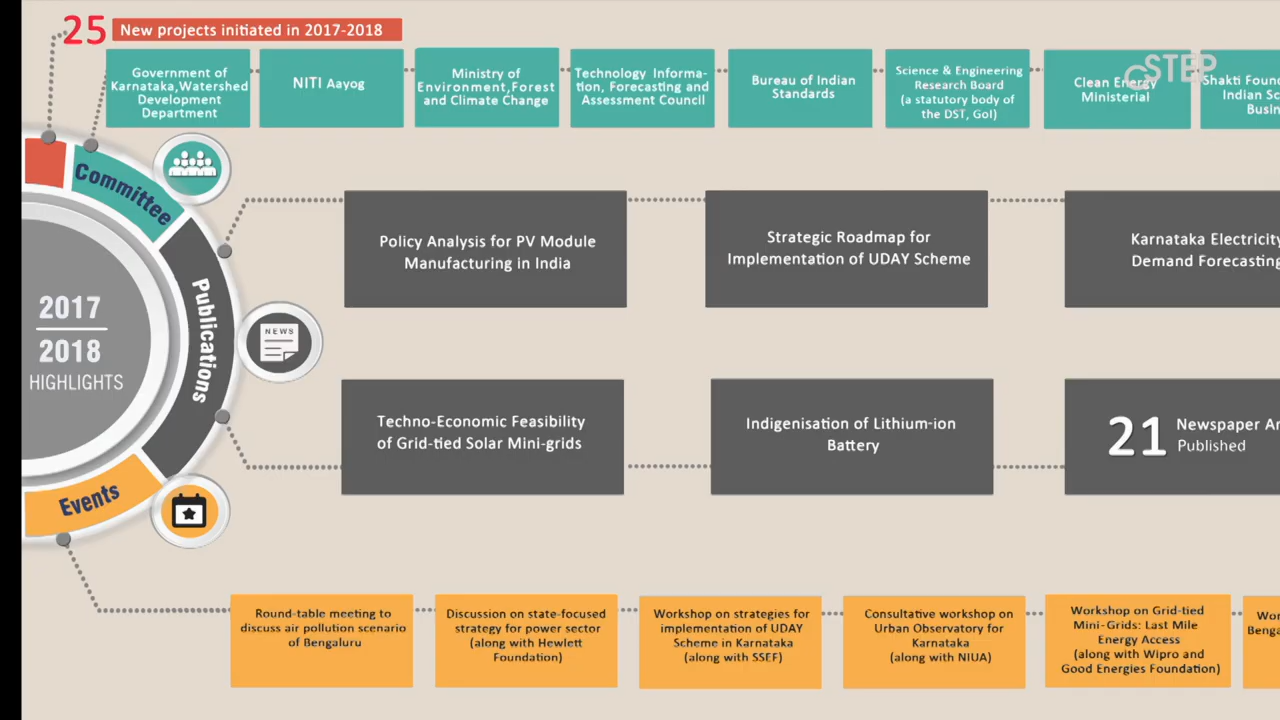 25 New projects initiated in 2017-2018
Government of
Karnataka,Watershed
Development
Department
NITI Aayog
Ministry of
Environment,Forest
and Climate Change
Technology Informa-
tion, Forecasting and
Assessment Council
Bureau of Indian
Standards
Science & Engineering
Research Board
(a statutory body of
the DST, GoI)
Clean Energy
Ministerial
CSTEP
Shakti
Indian
Committee
Publications
Events
2017
2018
HIGHLIGHTS
NEWS
Policy Analysis for PV Module
Manufacturing in India
Strategic Roadmap for
Implementation of UDAY Scheme
Karnataka Electricity
Demand Forecasting
Techno-Economic Feasibility
of Grid-tied Solar Mini-grids
Indigenisation of Lithium-ion
Battery
21 Newspaper
Published
Round-table meeting to
discuss air pollution scenario
of Bengaluru
Discussion on state-focused
strategy for power sector
(along with Hewlett
Foundation)
Workshop on strategies for
implementation of UDAY
Scheme in Karnataka
(along with SSEF)
Consultative workshop on
Urban Observatory for
Karnataka
(along with NIUA)
Workshop on Grid-tied
Mini-Grids: Last Mile
Energy Access
(along with Wipro and
Good Energies Foundation)